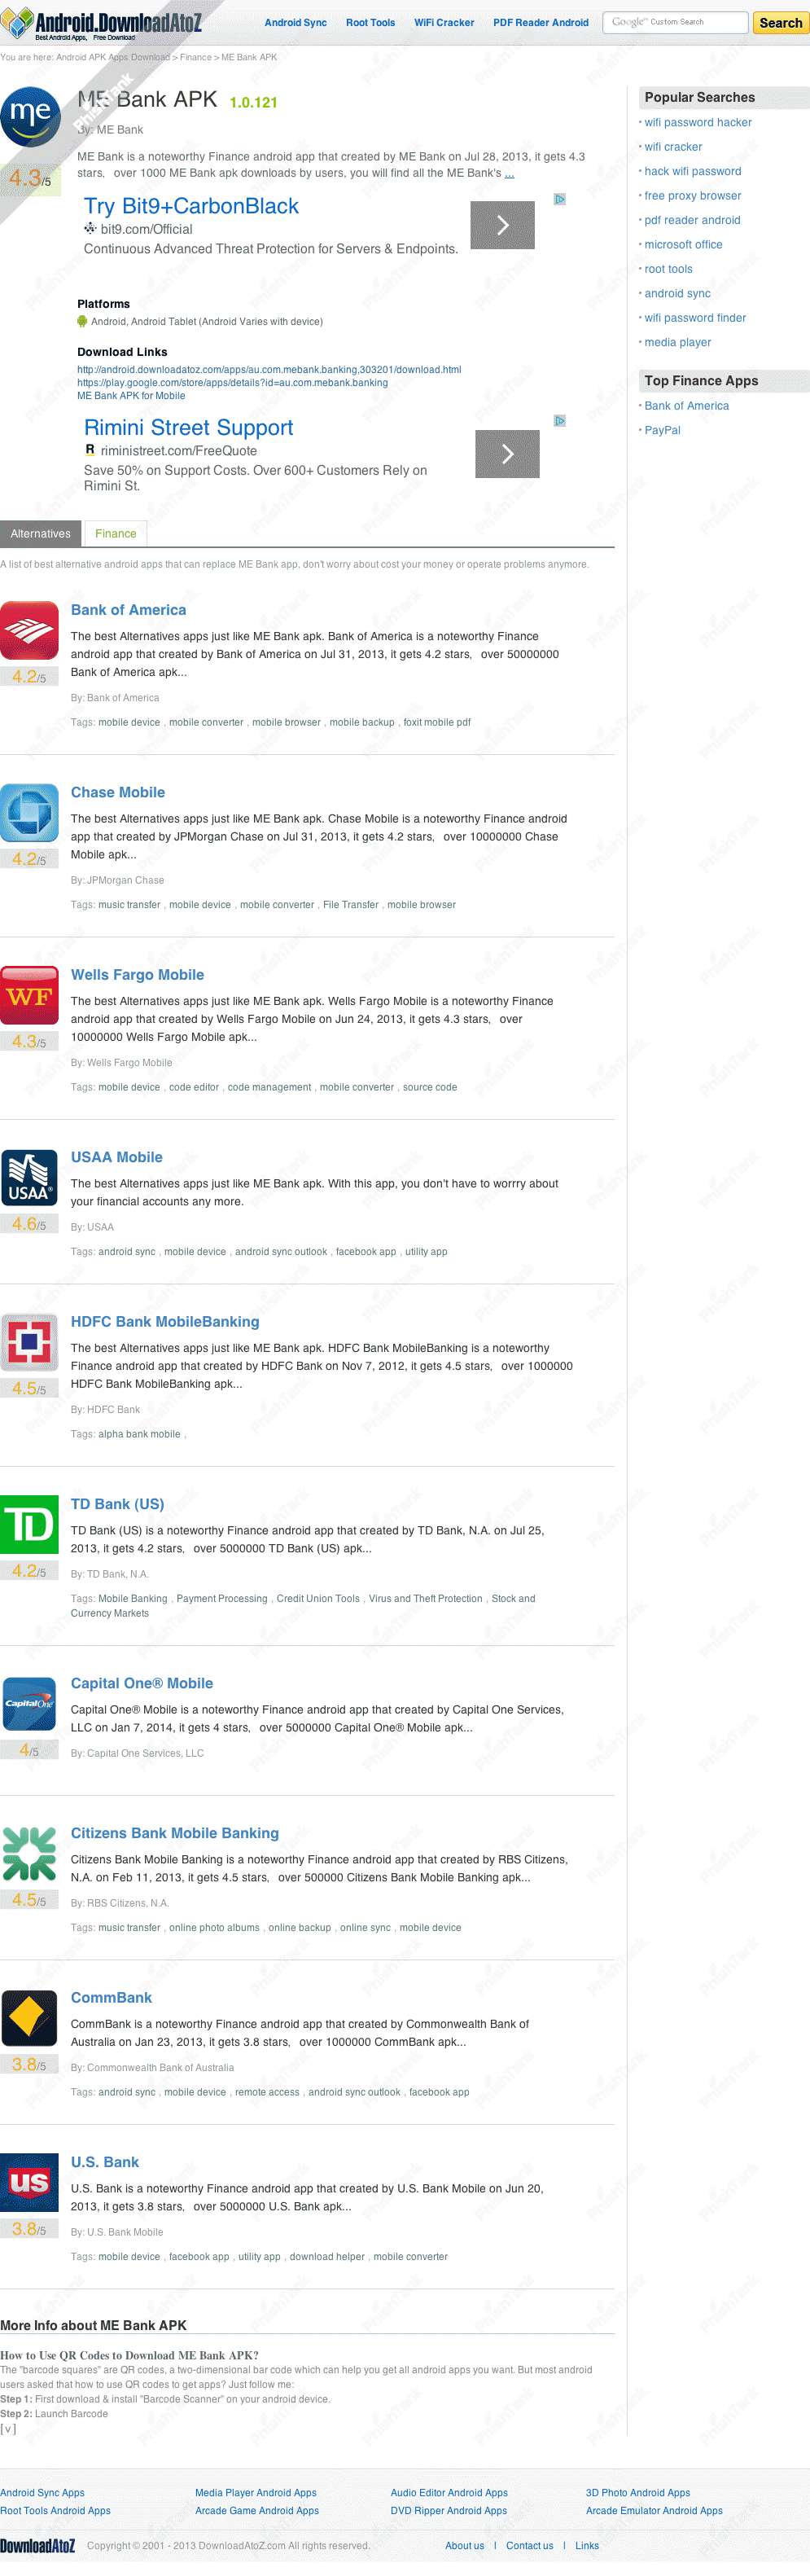 Android.DownloadAtoZ
Best Android Apps, Free Download
Android Sync Root Tools WiFi Cracker PDF Reader Android Google™ Custom Search Search
You are here: Android APK Apps Download > Finance > ME Bank APK
PhishTank
me
ME Bank APK 1.0.121
By: ME Bank
4.3/5
ME Bank is a noteworthy Finance android app that created by ME Bank on Jul 28, 2013, it gets 4.3
stars, over 1000 ME Bank apk downloads by users, you will find all the ME Bank's ...
Try Bit9+CarbonBlack
bit9.com/Official
Continuous Advanced Threat Protection for Servers & Endpoints.
Platforms
Android, Android Tablet (Android Varies with device)
Download Links
http://android.downloadatoz.com/apps/au.com.mebank.banking,303201/download.html
https://play.google.com/store/apps/details?id=au.com.mebank.banking
ME Bank APK for Mobile
Rimini Street Support
R riministreet.com/FreeQuote
Save 50% on Support Costs. Over 600+ Customers Rely on
Rimini St.
Popular Searches
• wifi password hacker
• wifi cracker
• hack wifi password
• free proxy browser
• pdf reader android
• microsoft office
• root tools
• android sync
• wifi password finder
• media player
Top Finance Apps
• Bank of America
• PayPal
Alternatives Finance
A list of best alternative android apps that can replace ME Bank app, don't worry about cost your money or operate problems anymore.
Bank of America
The best Alternatives apps just like ME Bank apk. Bank of America is a noteworthy Finance
android app that created by Bank of America on Jul 31, 2013, it gets 4.2 stars, over 50000000
Bank of America apk...
4.2/5
By: Bank of America
Tags: mobile device , mobile converter , mobile browser , mobile backup , foxit mobile pdf
Chase Mobile
The best Alternatives apps just like ME Bank apk. Chase Mobile is a noteworthy Finance android
app that created by JPMorgan Chase on Jul 31, 2013, it gets 4.2 stars, over 10000000 Chase
Mobile apk...
4.2/5
By: JPMorgan Chase
Tags: music transfer , mobile device , mobile converter , File Transfer , mobile browser
Wells Fargo Mobile
WF
The best Alternatives apps just like ME Bank apk. Wells Fargo Mobile is a noteworthy Finance
android app that created by Wells Fargo Mobile on Jun 24, 2013, it gets 4.3 stars, over
10000000 Wells Fargo Mobile apk...
4.3/5
By: Wells Fargo Mobile
Tags: mobile device , code editor , code management , mobile converter , source code
USAA Mobile
USAA®
The best Alternatives apps just like ME Bank apk. With this app, you don't have to worrry about
your financial accounts any more.
4.6/5
By: USAA
Tags: android sync , mobile device , android sync outlook , facebook app , utility app
HDFC Bank MobileBanking
The best Alternatives apps just like ME Bank apk. HDFC Bank MobileBanking is a noteworthy
Finance android app that created by HDFC Bank on Nov 7, 2012, it gets 4.5 stars, over 1000000
HDFC Bank MobileBanking apk...
4.5/5
By: HDFC Bank
Tags: alpha bank mobile ,
TD Bank (US)
TD
TD Bank (US) is a noteworthy Finance android app that created by TD Bank, N.A. on Jul 25,
2013, it gets 4.2 stars, over 5000000 TD Bank (US) apk...
4.2/5
By: TD Bank, N.A.
Tags: Mobile Banking , Payment Processing , Credit Union Tools , Virus and Theft Protection , Stock and
Currency Markets
Capital One® Mobile
CapitalOne
Capital One® Mobile is a noteworthy Finance android app that created by Capital One Services,
LLC on Jan 7, 2014, it gets 4 stars, over 5000000 Capital One® Mobile apk...
4/5
By: Capital One Services, LLC
Citizens Bank Mobile Banking
Citizens Bank Mobile Banking is a noteworthy Finance android app that created by RBS Citizens,
N.A. on Feb 11, 2013, it gets 4.5 stars, over 500000 Citizens Bank Mobile Banking apk...
4.5/5
By: RBS Citizens, N.A.
Tags: music transfer , online photo albums , online backup , online sync , mobile device
CommBank
CommBank is a noteworthy Finance android app that created by Commonwealth Bank of
Australia on Jan 23, 2013, it gets 3.8 stars, over 1000000 CommBank apk...
3.8/5
By: Commonwealth Bank of Australia
Tags: android sync , mobile device , remote access , android sync outlook , facebook app
U.S. Bank
us
U.S. Bank is a noteworthy Finance android app that created by U.S. Bank Mobile on Jun 20,
2013, it gets 3.8 stars, over 5000000 U.S. Bank apk...
3.8/5
By: U.S. Bank Mobile
Tags: mobile device , facebook app , utility app , download helper , mobile converter
More Info about ME Bank APK
How to Use QR Codes to Download ME Bank APK?
The "barcode squares" are QR codes, a two-dimensional bar code which can help you get all android apps you want. But most android
users asked that how to use QR codes to get apps? Just follow me:
Step 1: First download & install "Barcode Scanner" on your android device.
Step 2: Launch Barcode
[ v ]
Android Sync Apps Media Player Android Apps Audio Editor Android Apps 3D Photo Android Apps
Root Tools Android Apps Arcade Game Android Apps DVD Ripper Android Apps Arcade Emulator Android Apps
DownloadAtoZ Copyright © 2001 - 2013 DownloadAtoZ.com All rights reserved. About us | Contact us | Links